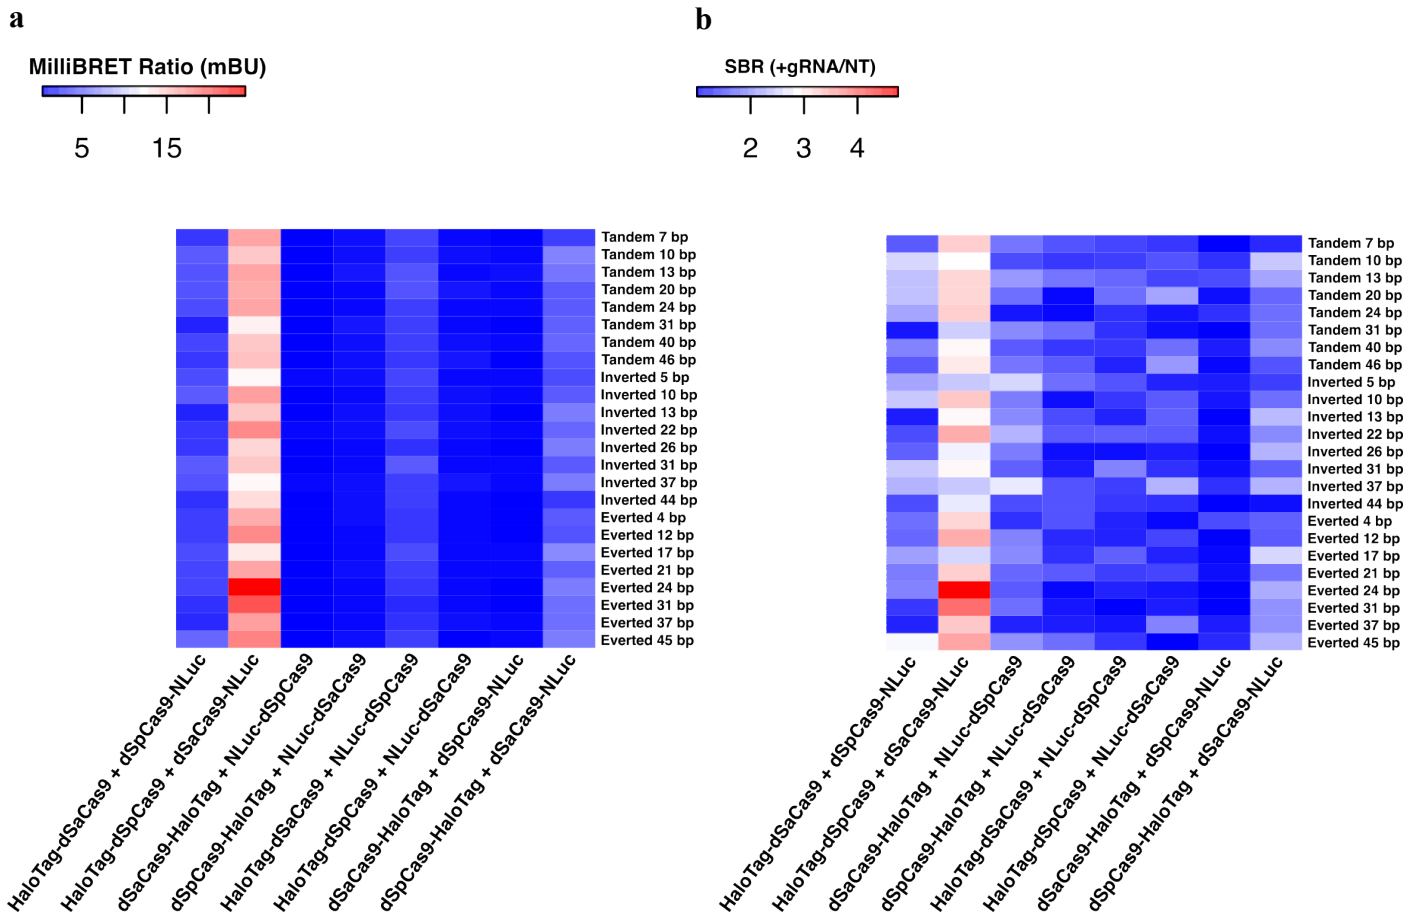 a
MilliBRET Ratio (mBU)
5
15
Tandem 7 bp
Tandem 10 bp
Tandem 13 bp
Tandem 20 bp
Tandem 24 bp
Tandem 31 bp
Tandem 40 bp
Tandem 46 bp
Inverted 5 bp
Inverted 10 bp
Inverted 13 bp
Inverted 22 bp
Inverted 26 bp
Inverted 31 bp
Inverted 37 bp
Inverted 44 bp
Everted 4 bp
Everted 12 bp
Everted 17 bp
Everted 21 bp
Everted 24 bp
Everted 31 bp
Everted 37 bp
Everted 45 bp
HaloTag-dSaCas9 + dSpCas9-NLuc
HaloTag-dSpCas9 + dSaCas9-NLuc
dSaCas9-HaloTag + NLuc-dSpCas9
dSpCas9-HaloTag + NLuc-dSaCas9
HaloTag-dSaCas9 + NLuc-dSpCas9
HaloTag-dSpCas9 + NLuc-dSaCas9
dSaCas9-HaloTag + dSpCas9-NLuc
dSpCas9-HaloTag + dSaCas9-NLuc
b
SBR (+gRNA/NT)
2
3
4
Tandem 7 bp
Tandem 10 bp
Tandem 13 bp
Tandem 20 bp
Tandem 24 bp
Tandem 31 bp
Tandem 40 bp
Tandem 46 bp
Inverted 5 bp
Inverted 10 bp
Inverted 13 bp
Inverted 22 bp
Inverted 26 bp
Inverted 31 bp
Inverted 37 bp
Inverted 44 bp
Everted 4 bp
Everted 12 bp
Everted 17 bp
Everted 21 bp
Everted 24 bp
Everted 31 bp
Everted 37 bp
Everted 45 bp
HaloTag-dSaCas9 + dSpCas9-NLuc
HaloTag-dSpCas9 + dSaCas9-NLuc
dSaCas9-HaloTag + NLuc-dSpCas9
dSpCas9-HaloTag + NLuc-dSaCas9
HaloTag-dSaCas9 + NLuc-dSpCas9
HaloTag-dSpCas9 + NLuc-dSaCas9
dSaCas9-HaloTag + dSpCas9-NLuc
dSpCas9-HaloTag + dSaCas9-NLuc